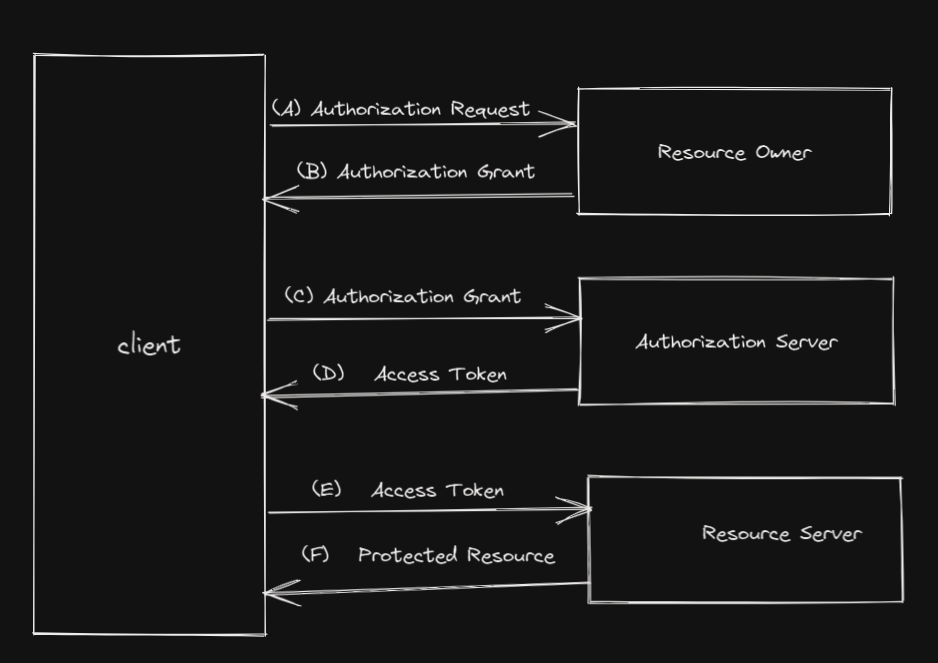 (A) Authorization Request
Resource Owner
(B) Authorization Grant
(C) Authorization Grant
client
Authorization Server
(D) Access Token
(E) Access Token
Resource Server
(F) Protected Resource